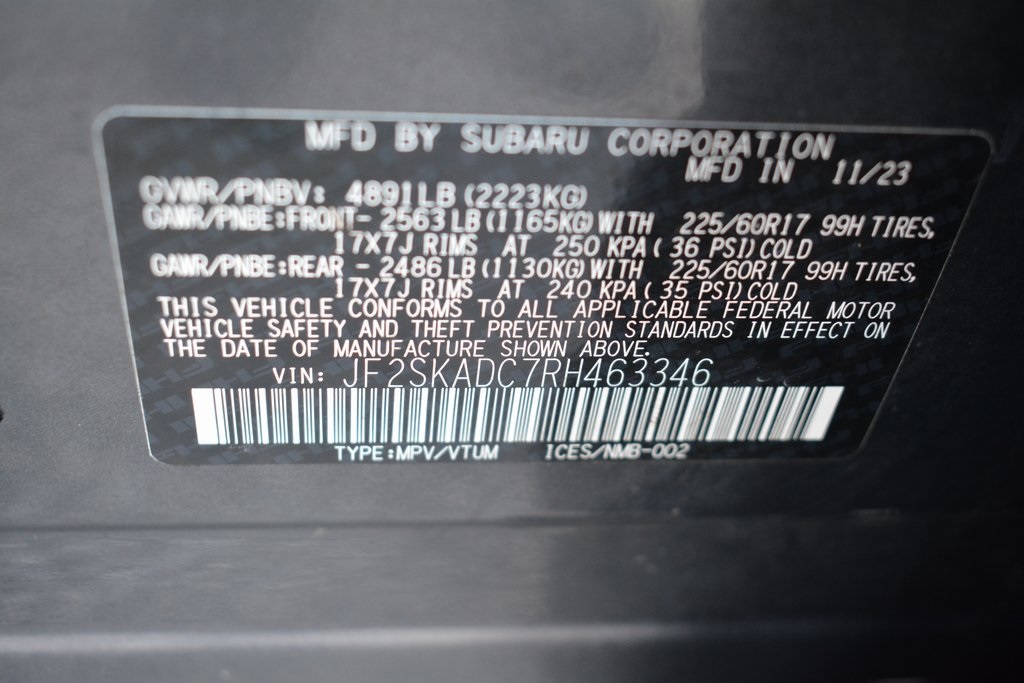 MFD BY SUBARU CORPORATION
MFD IN 11/23
GVWR/PNBV: 4891LB (2223KG)
GAWR/PNBE:FRONT- 2563 LB (1165KG) WITH 225/60R17 99H TIRES,
17X7J RIMS AT 250 KPA ( 36 PSI) COLD
GAWR/PNBE:REAR - 2486 LB (1130KG) WITH 225/60R17 99H TIRES,
17X7J RIMS AT 240 KPA ( 35 PSI) COLD
THIS VEHICLE CONFORMS TO ALL APPLICABLE FEDERAL MOTOR
VEHICLE SAFETY AND THEFT PREVENTION STANDARDS IN EFFECT ON
THE DATE OF MANUFACTURE SHOWN ABOVE.
VIN: JF2SKADC7RH463346
TYPE:MPV/VTUM ICES/NMB-002